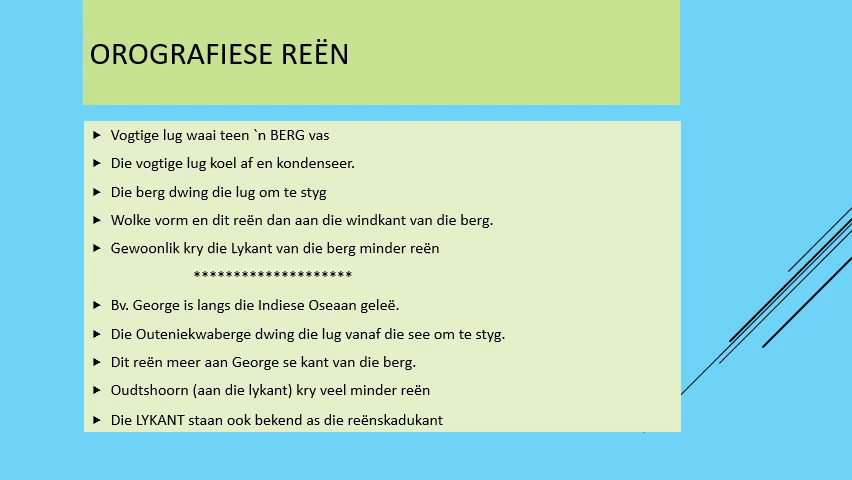 OROGRAFIESE REËN
Vogtige lug waai teen `n BERG vas
Die vogtige lug koel af en kondenseer.
Die berg dwing die lug om te styg
Wolke vorm en dit reën dan aan die windkant van die berg.
Gewoonlik kry die Lykant van die berg minder reën
********************
Bv. George is langs die Indiese Oseaan geleë.
Die Outeniekwaberge dwing die lug vanaf die see om te styg.
Dit reën meer aan George se kant van die berg.
Oudtshoorn (aan die lykant) kry veel minder reën
Die LYKANT staan ook bekend as die reënskadukant